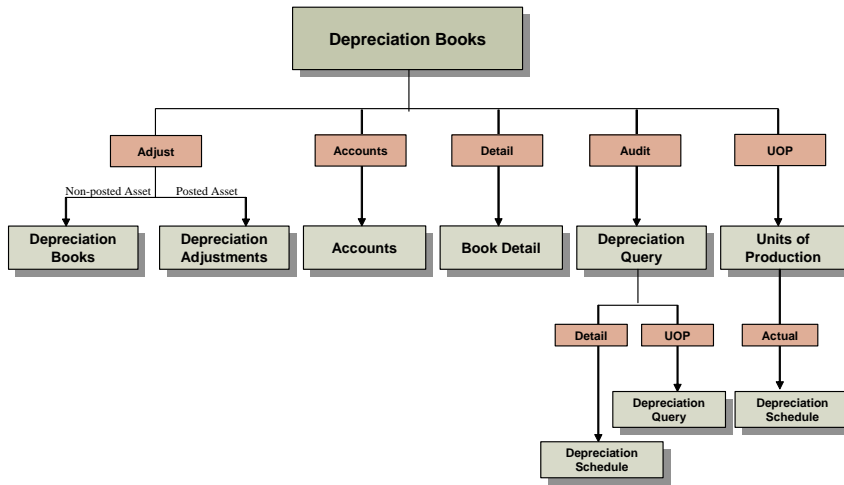 Depreciation Books
Adjust
Accounts
Detail
Audit
UOP
Non-posted Asset
Posted Asset
Depreciation
Books
Depreciation
Adjustments
Accounts
Book Detail
Depreciation
Query
Units of
Production
Detail
UOP
Actual
Depreciation
Query
Depreciation
Schedule
Depreciation
Schedule